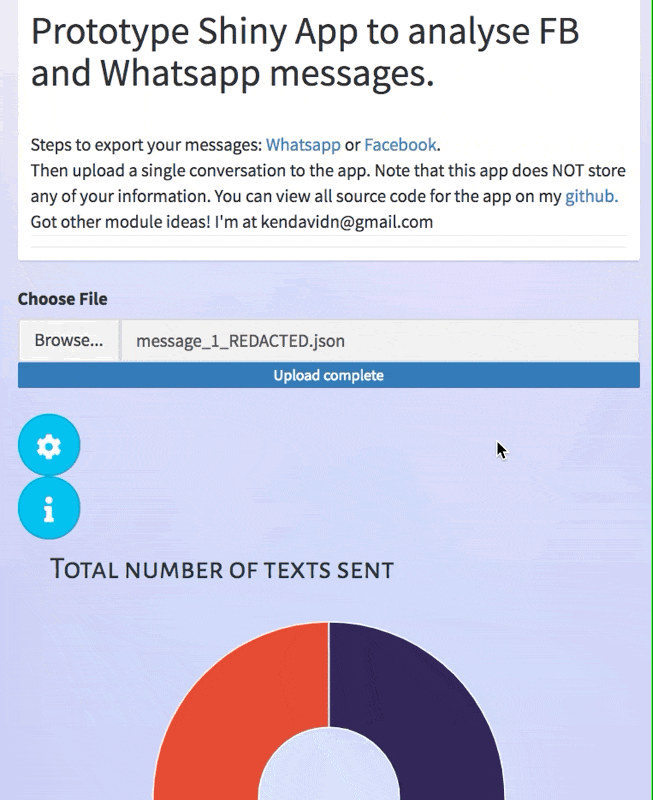 Prototype Shiny App to analyse FB
and Whatsapp messages.
Steps to export your messages: Whatsapp or Facebook.
Then upload a single conversation to the app. Note that this app does NOT store
any of your information. You can view all source code for the app on my github.
Got other module ideas! I'm at kendavidn@gmail.com
Choose File
Browse... message_1_REDACTED.json
Upload complete
Total number of texts sent